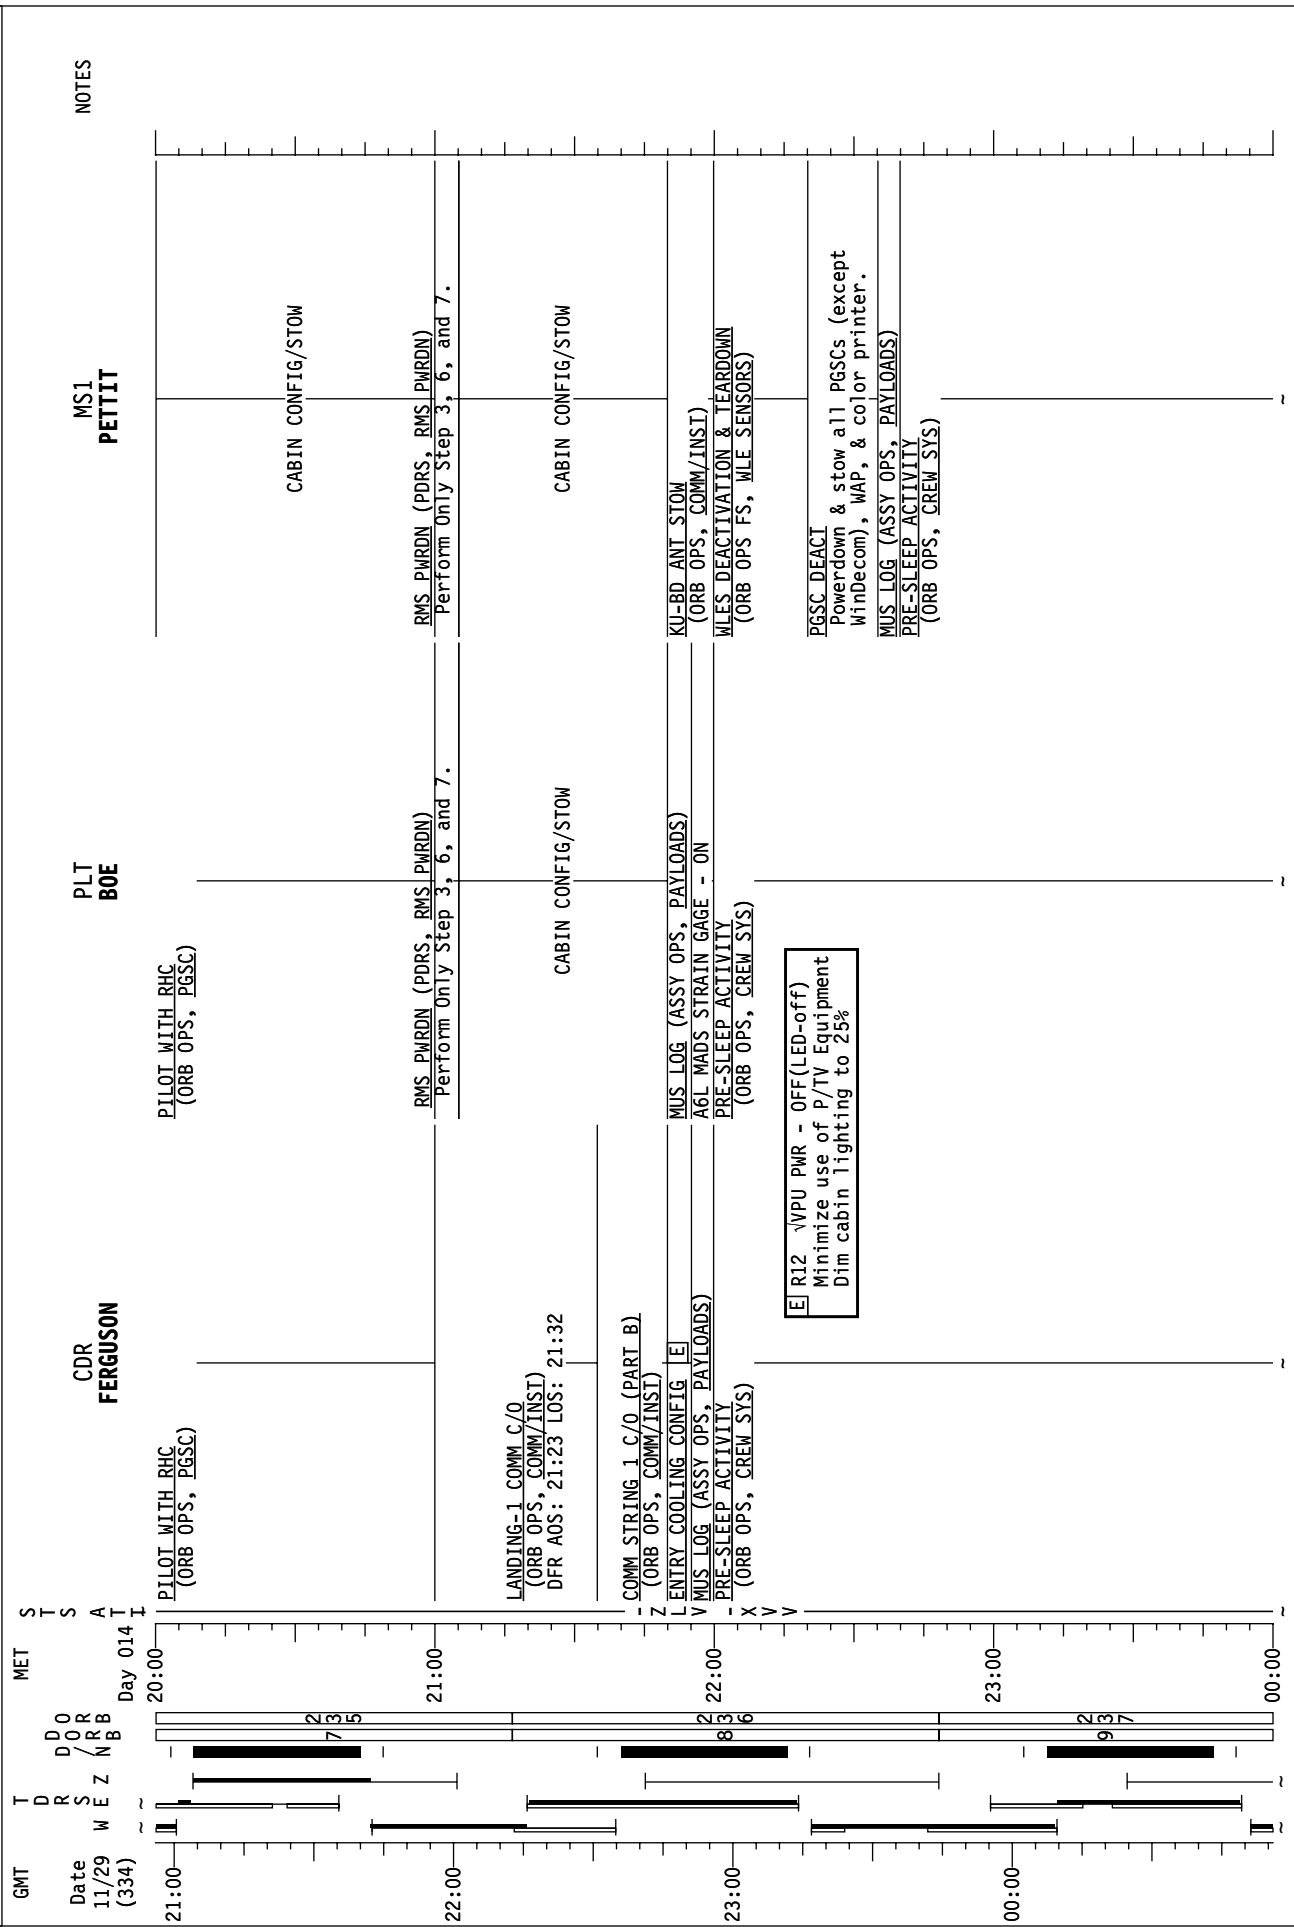 GMT
Date
11/29
(334)
21:00
22:00
23:00
00:00
T
D
R
S
W E Z
D
O
/
N
D O
O R
R B
B
7
8
9
235
236
237
MET
Day 014
20:00
21:00
22:00
23:00
00:00
S
T
S
A
T
T
I
-
Z
L
V
-
X
V
V
CDR
FERGUSON
PILOT WITH RHC
(ORB OPS, PGSC)
LANDING-1 COMM C/O
(ORB OPS, COMM/INST)
DFR AOS: 21:23 LOS: 21:32
COMM STRING 1 C/O (PART B)
(ORB OPS, COMM/INST)
ENTRY COOLING CONFIG E
MUS LOG (ASSY OPS, PAYLOADS)
PRE-SLEEP ACTIVITY
(ORB OPS, CREW SYS)
E R12 √VPU PWR - OFF(LED-off)
Minimize use of P/TV Equipment
Dim cabin lighting to 25%
PLT
BOE
PILOT WITH RHC
(ORB OPS, PGSC)
RMS PWRDN (PDRS, RMS PWRDN)
Perform Only Step 3, 6, and 7.
CABIN CONFIG/STOW
MUS LOG (ASSY OPS, PAYLOADS)
A6L MADS STRAIN GAGE - ON
PRE-SLEEP ACTIVITY
(ORB OPS, CREW SYS)
MS1
PETTIT
CABIN CONFIG/STOW
RMS PWRDN (PDRS, RMS PWRDN)
Perform Only Step 3, 6, and 7.
CABIN CONFIG/STOW
KU-BD ANT STOW
(ORB OPS, COMM/INST)
WLES DEACTIVATION & TEARDOWN
(ORB OPS FS, WLE SENSORS)
PGSC DEACT
Powerdown & stow all PGSCs (except
WinDecom), WAP, & color printer.
MUS LOG (ASSY OPS, PAYLOADS)
PRE-SLEEP ACTIVITY
(ORB OPS, CREW SYS)
NOTES